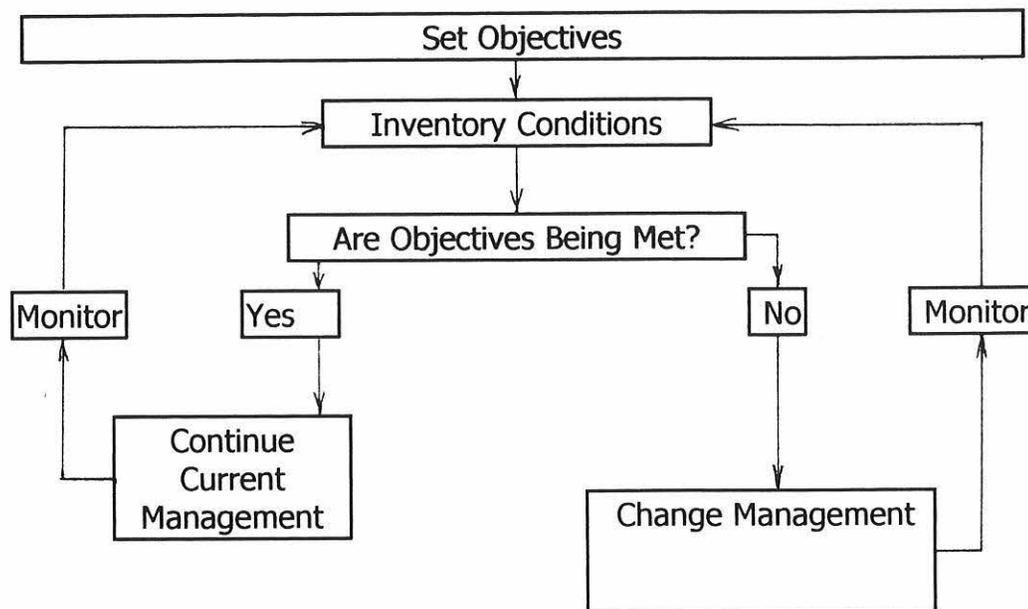 Set Objectives
Inventory Conditions
Are Objectives Being Met?
Monitor
Yes
No
Monitor
Continue
Current
Management
Change Management